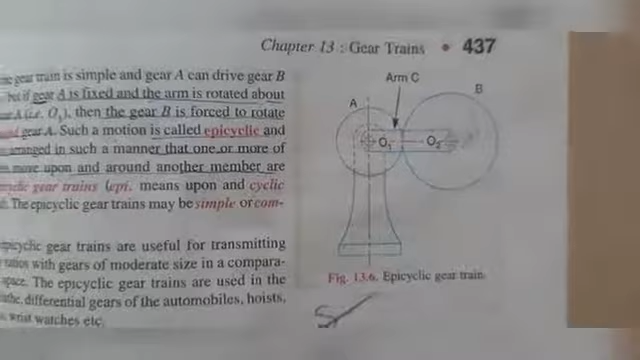 Chapter 13 : Gear Trains • 437
gear train is simple and gear A can drive gear B
but if gear A is fixed and the arm is rotated about
A (i.e. O1), then the gear B is forced to rotate
gear A. Such a motion is called epicyclic and
arranged in such a manner that one or more of
move upon and around another member are
gear trains (epi. means upon and cyclic
The epicyclic gear trains may be simple or com-
epicyclic gear trains are useful for transmitting
ratios with gears of moderate size in a compara-
space. The epicyclic gear trains are used in the
differential gears of the automobiles, hoists,
wrist watches etc.
Arm C
A
B
O1
O2
Fig. 13.6. Epicyclic gear train.